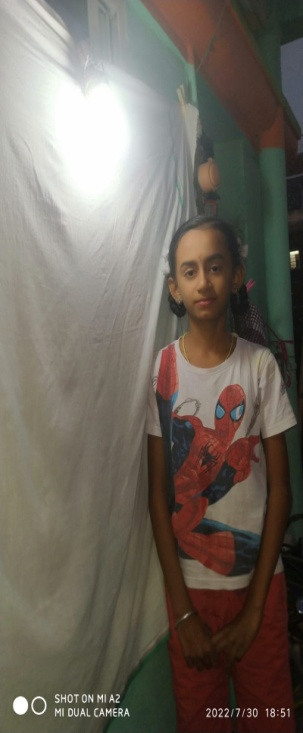 SHOT ON MI A2
MI DUAL CAMERA
2022/7/30 18:51